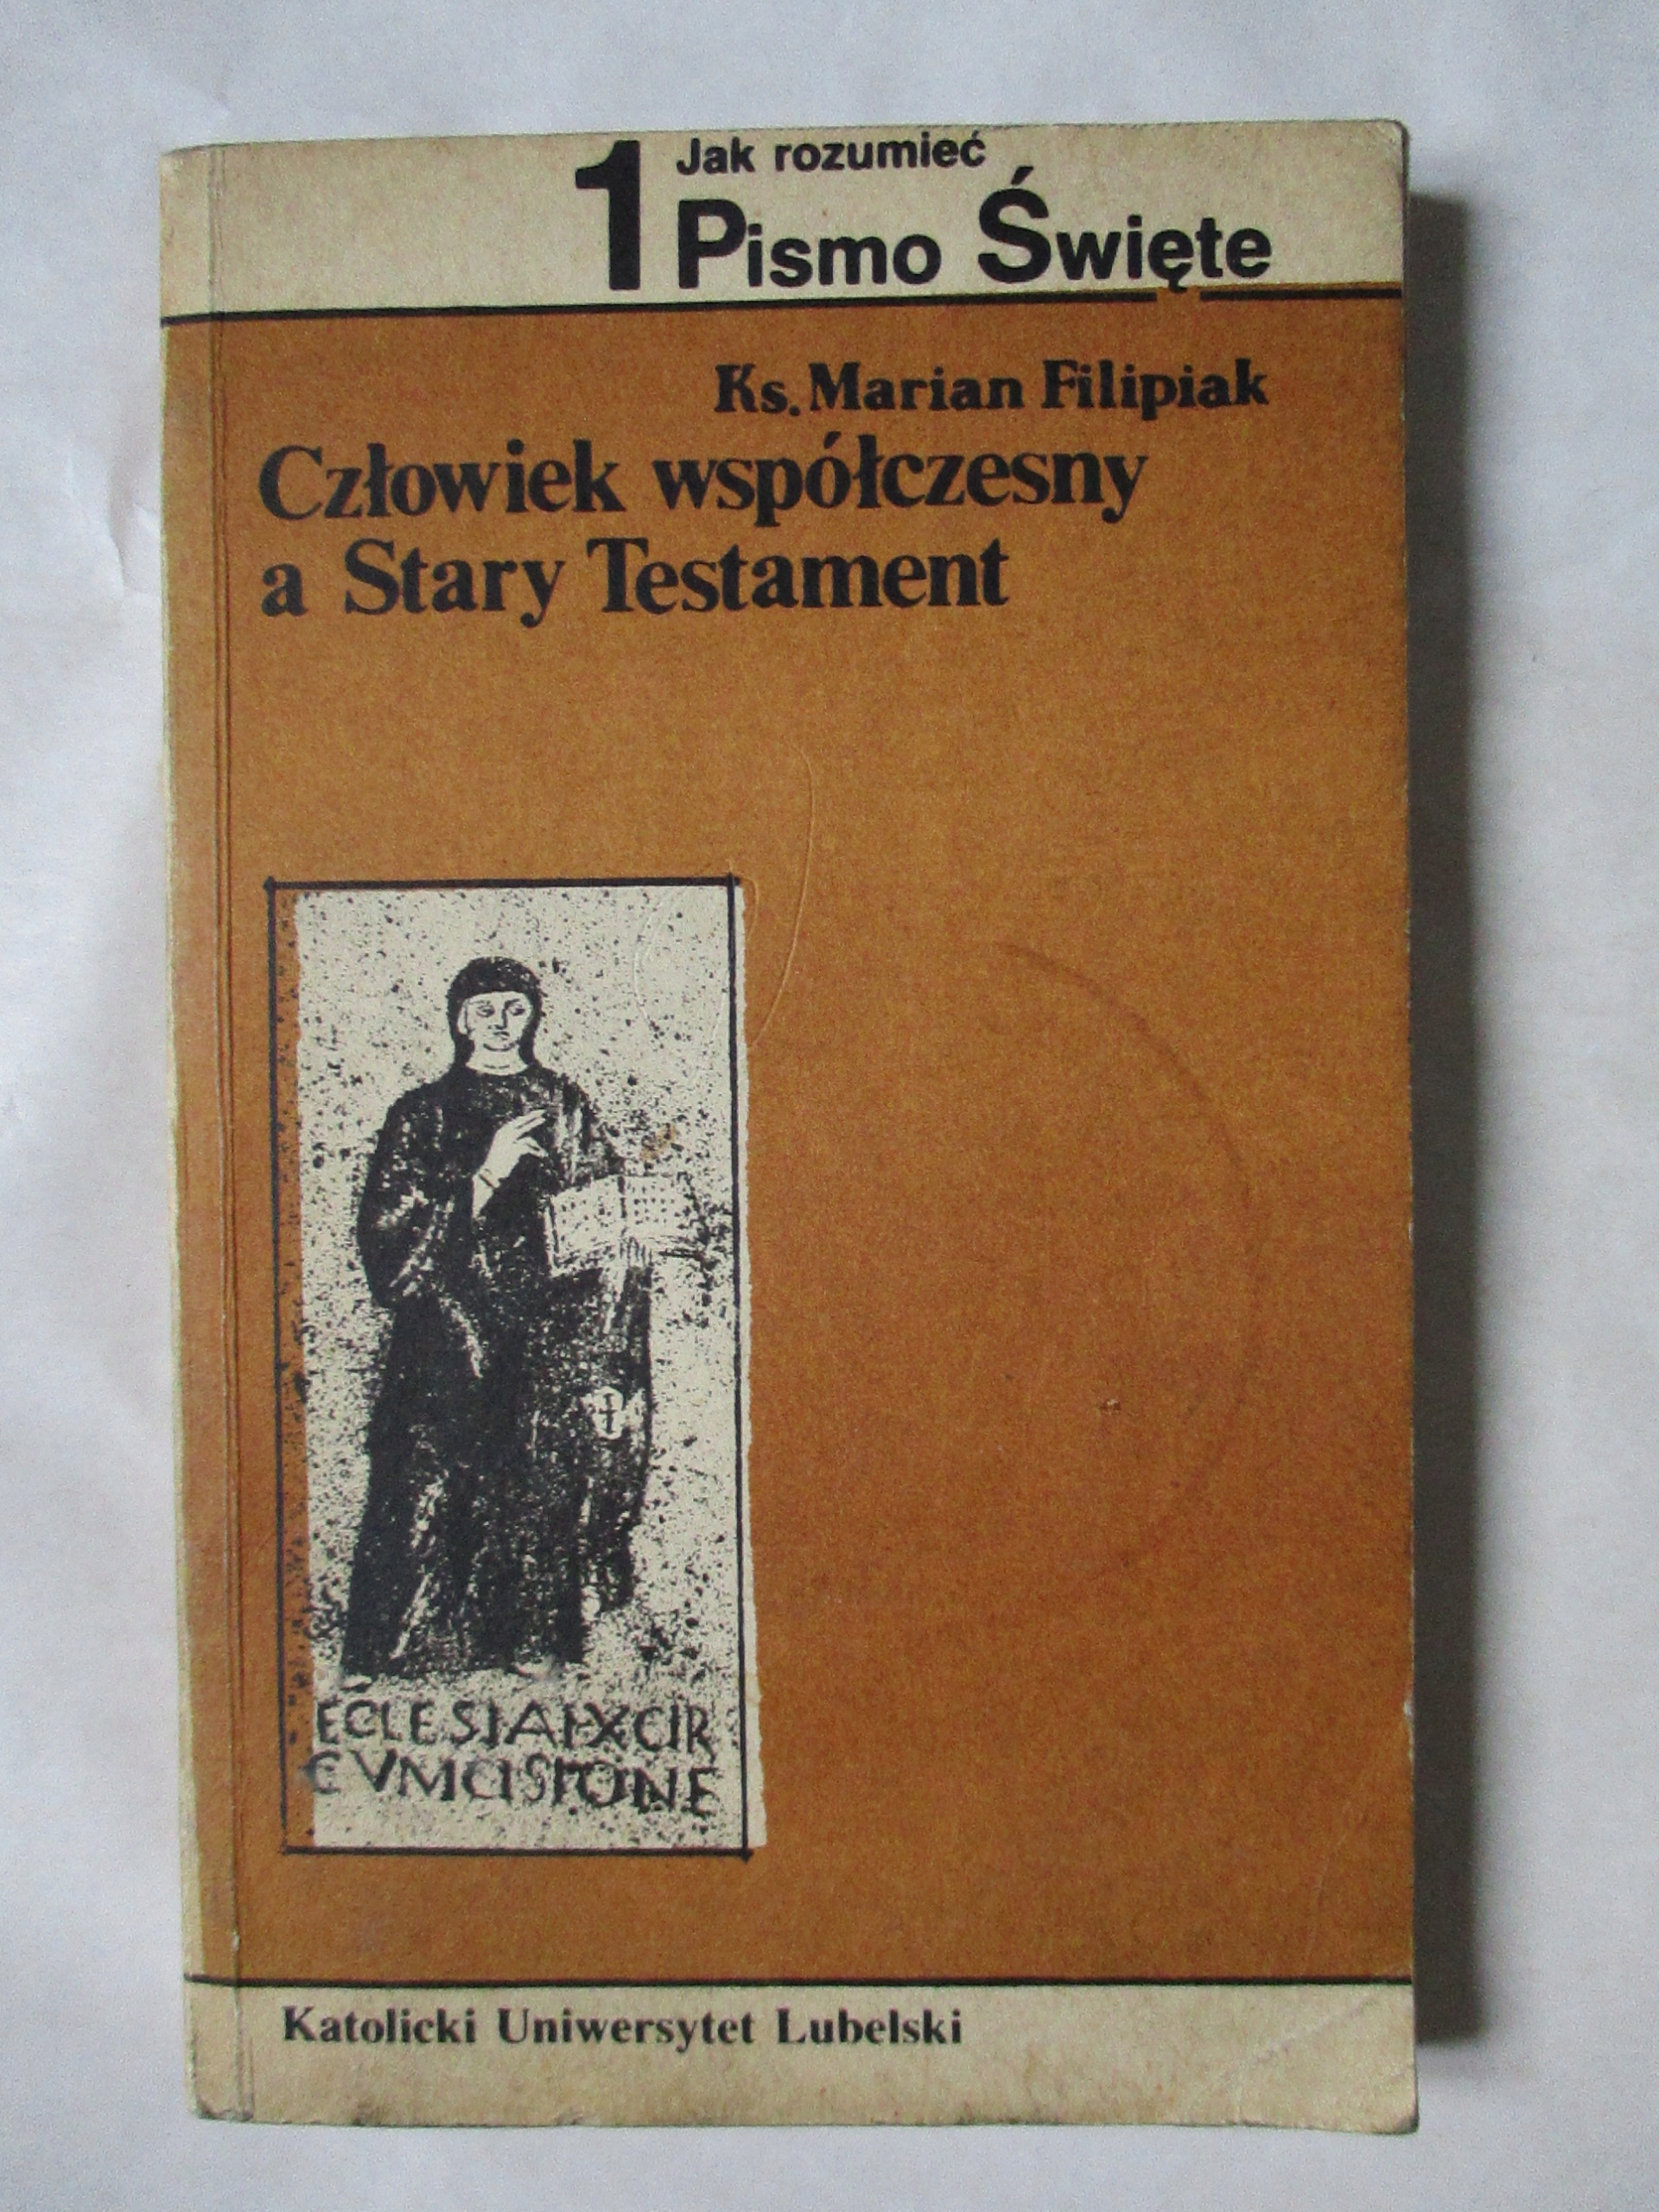 1 Jak rozumieć
Pismo Święte
Ks. Marian Filipiak
Człowiek współczesny
a Stary Testament
ECLESIAEXCIR
CVMCISIONE
Katolicki Uniwersytet Lubelski